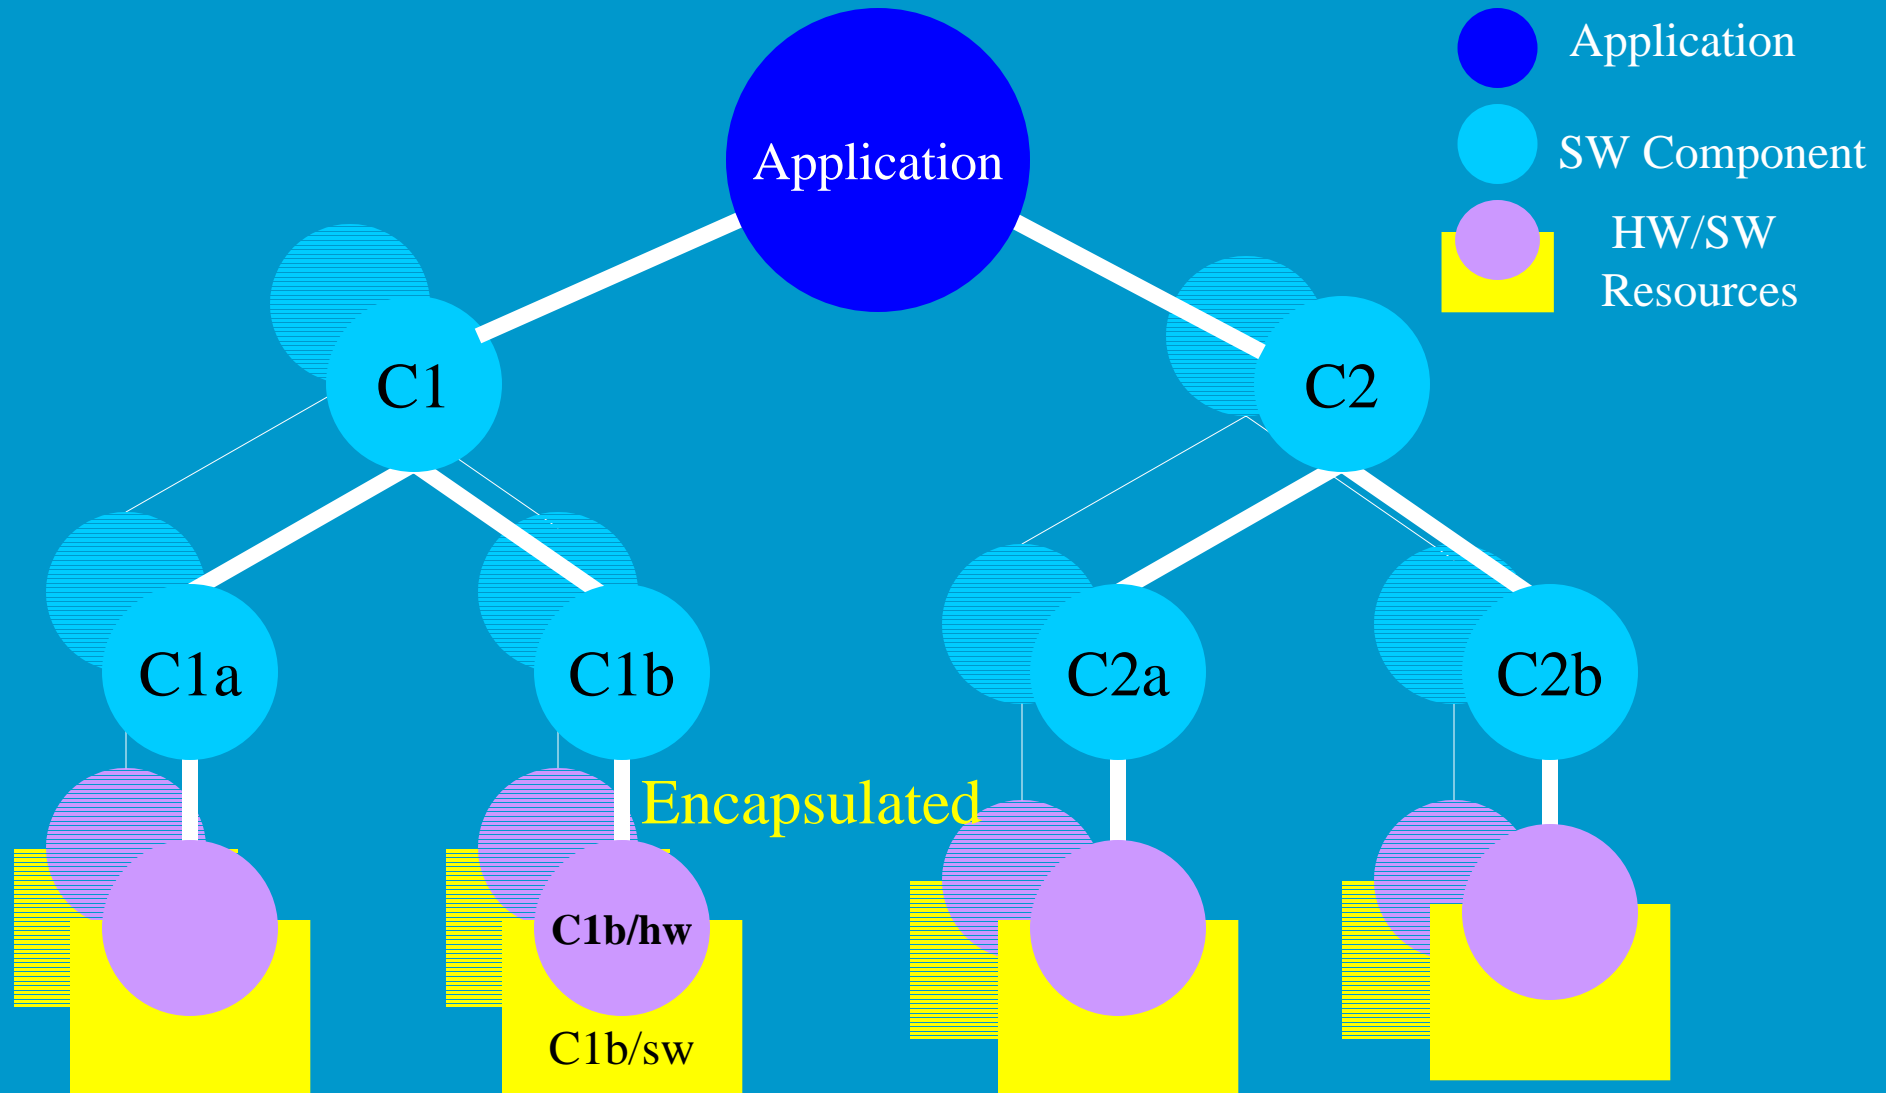 Application
SW Component
HW/SW
Resources
Application
C1
C2
C1a
C1b
C2a
C2b
Encapsulated
C1b/hw
C1b/sw